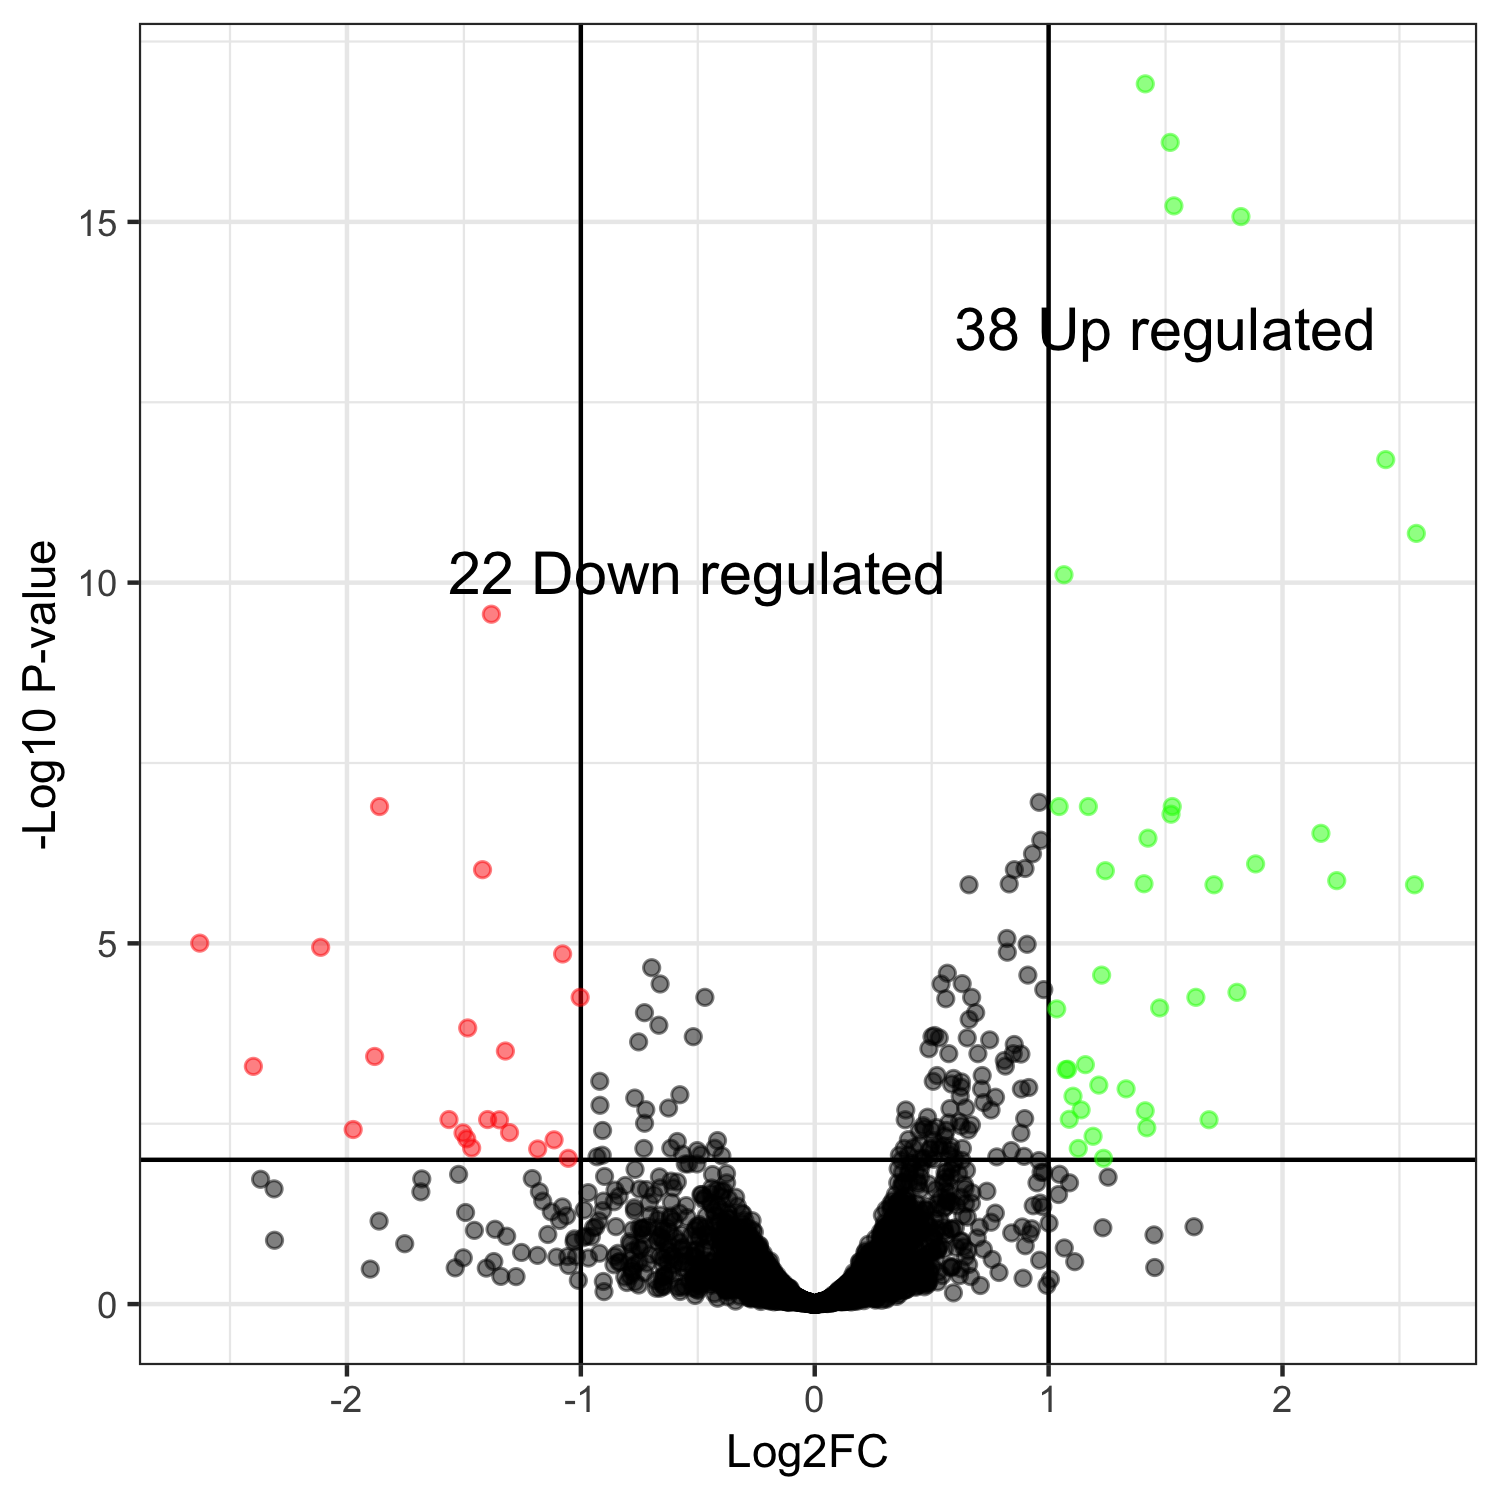 15
38 Up regulated
22 Down regulated
10
-Log10 P-value
5
0
-2 -1 0 1 2
Log2FC